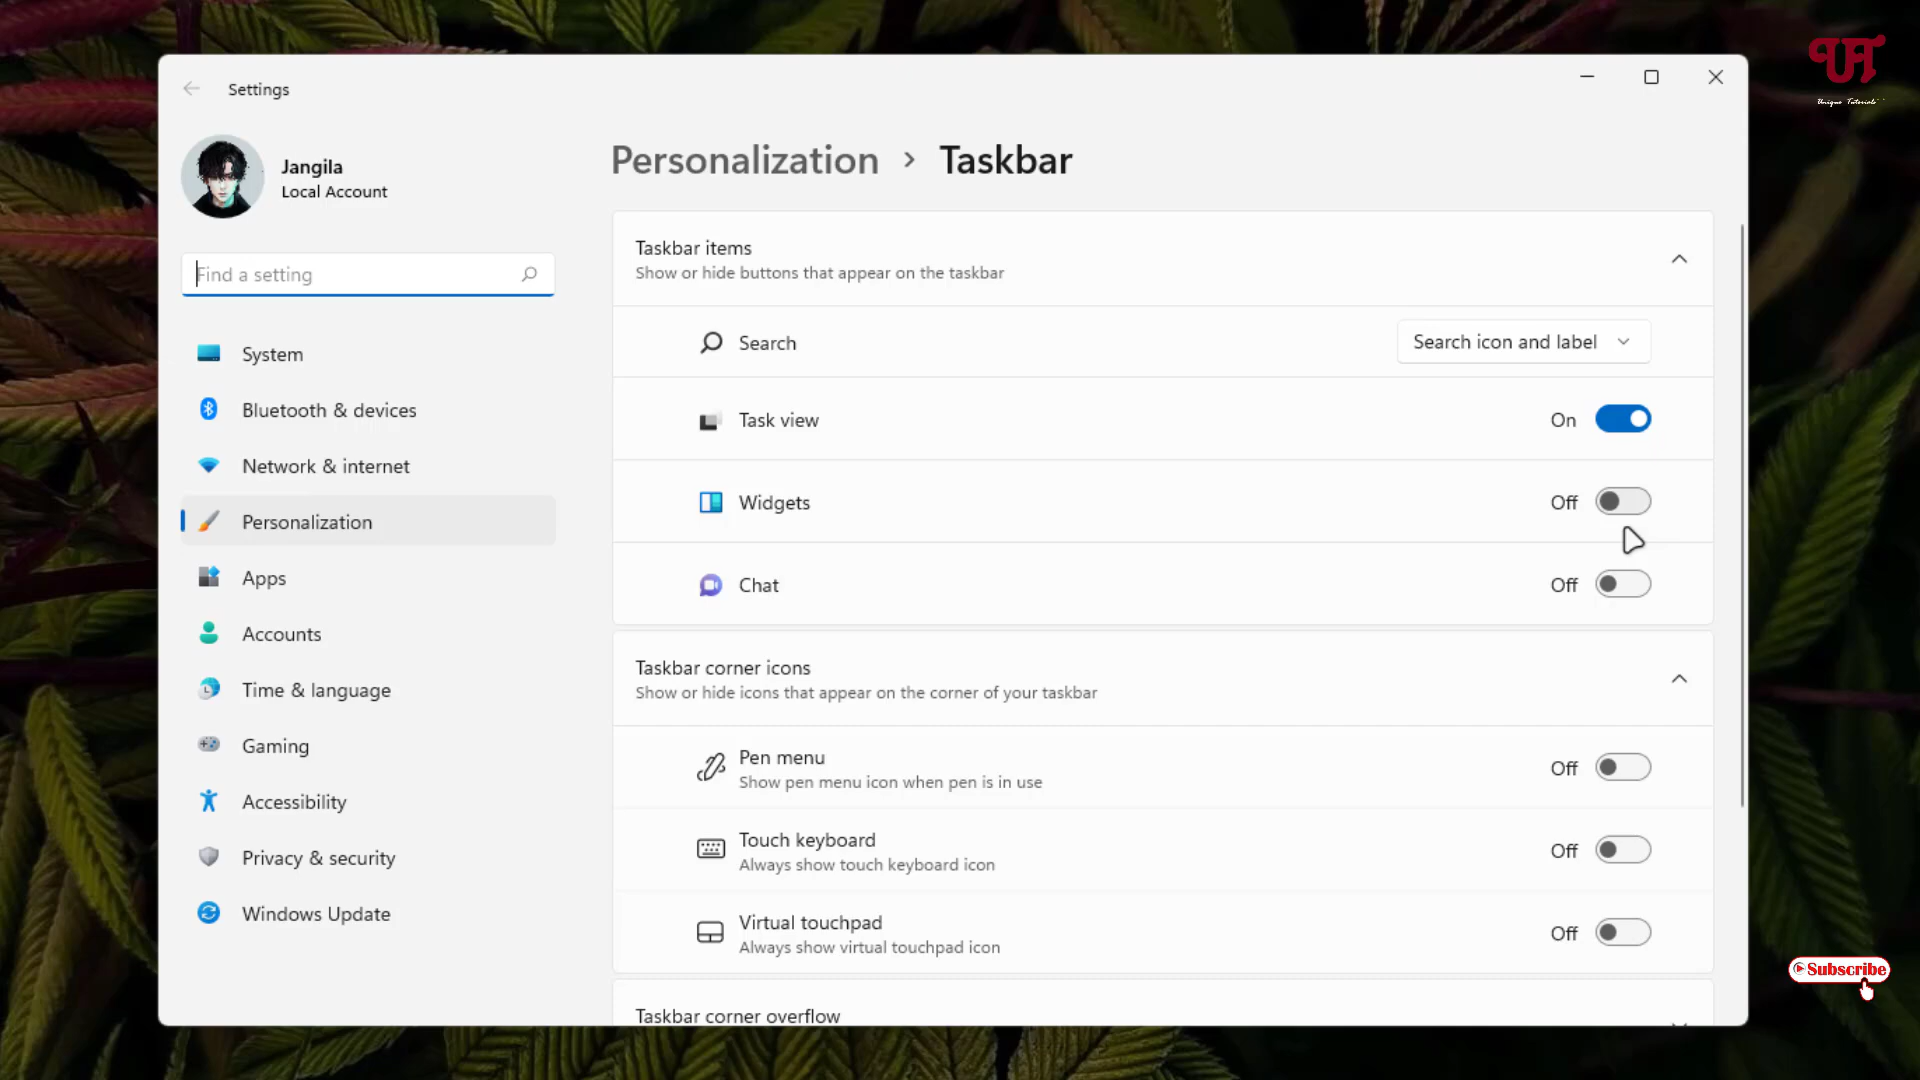 Settings
Jangila
Local Account
Find a setting
System
Bluetooth & devices
Network & internet
Personalization
Apps
Accounts
Time & language
Gaming
Accessibility
Privacy & security
Windows Update
Personalization > Taskbar
Taskbar items
Show or hide buttons that appear on the taskbar
Search
Search icon and label
Task view
On
Widgets
Off
Chat
Off
Taskbar corner icons
Show or hide icons that appear on the corner of your taskbar
Pen menu
Show pen menu icon when pen is in use
Off
Touch keyboard
Always show touch keyboard icon
Off
Virtual touchpad
Always show virtual touchpad icon
Off
Taskbar corner overflow
UT
Unique Tutorials
Subscribe